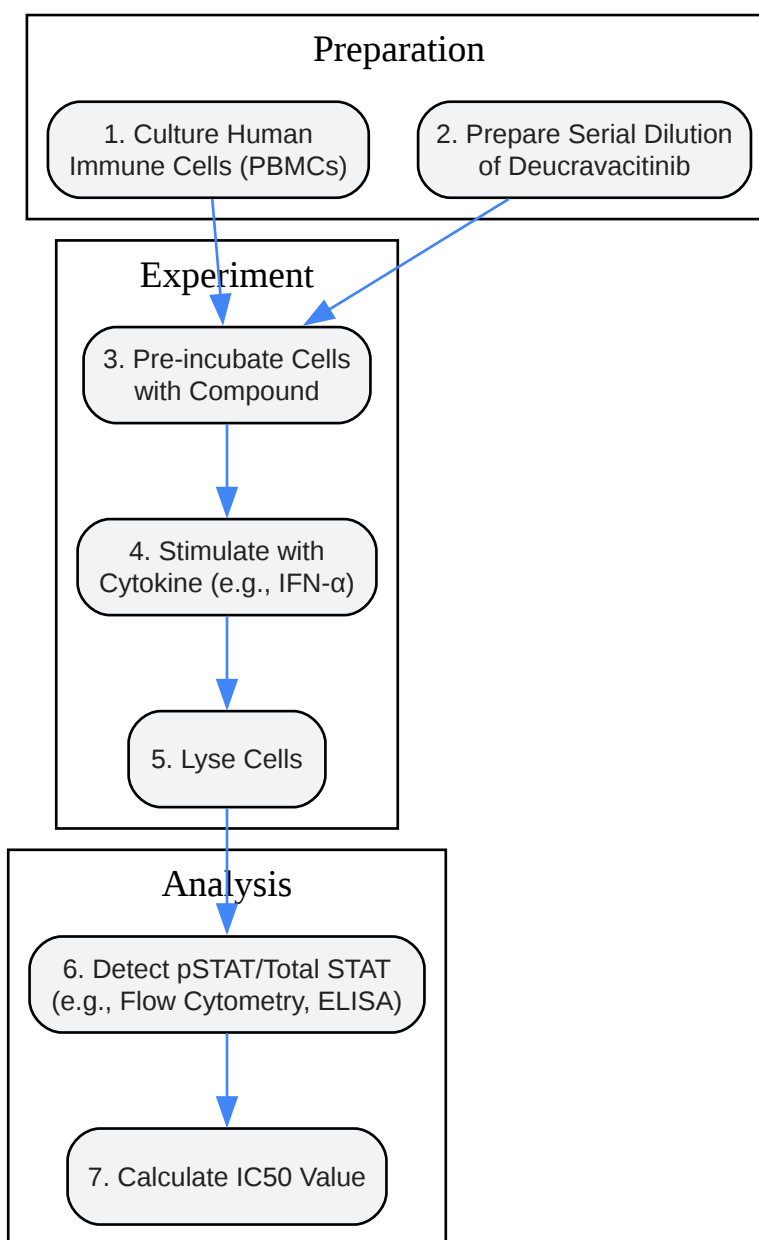 Preparation
1. Culture Human
Immune Cells (PBMCs)
2. Prepare Serial Dilution
of Deucravacitinib
Experiment
3. Pre-incubate Cells
with Compound
4. Stimulate with
Cytokine (e.g., IFN-α)
5. Lyse Cells
Analysis
6. Detect pSTAT/Total STAT
(e.g., Flow Cytometry, ELISA)
7. Calculate IC50 Value